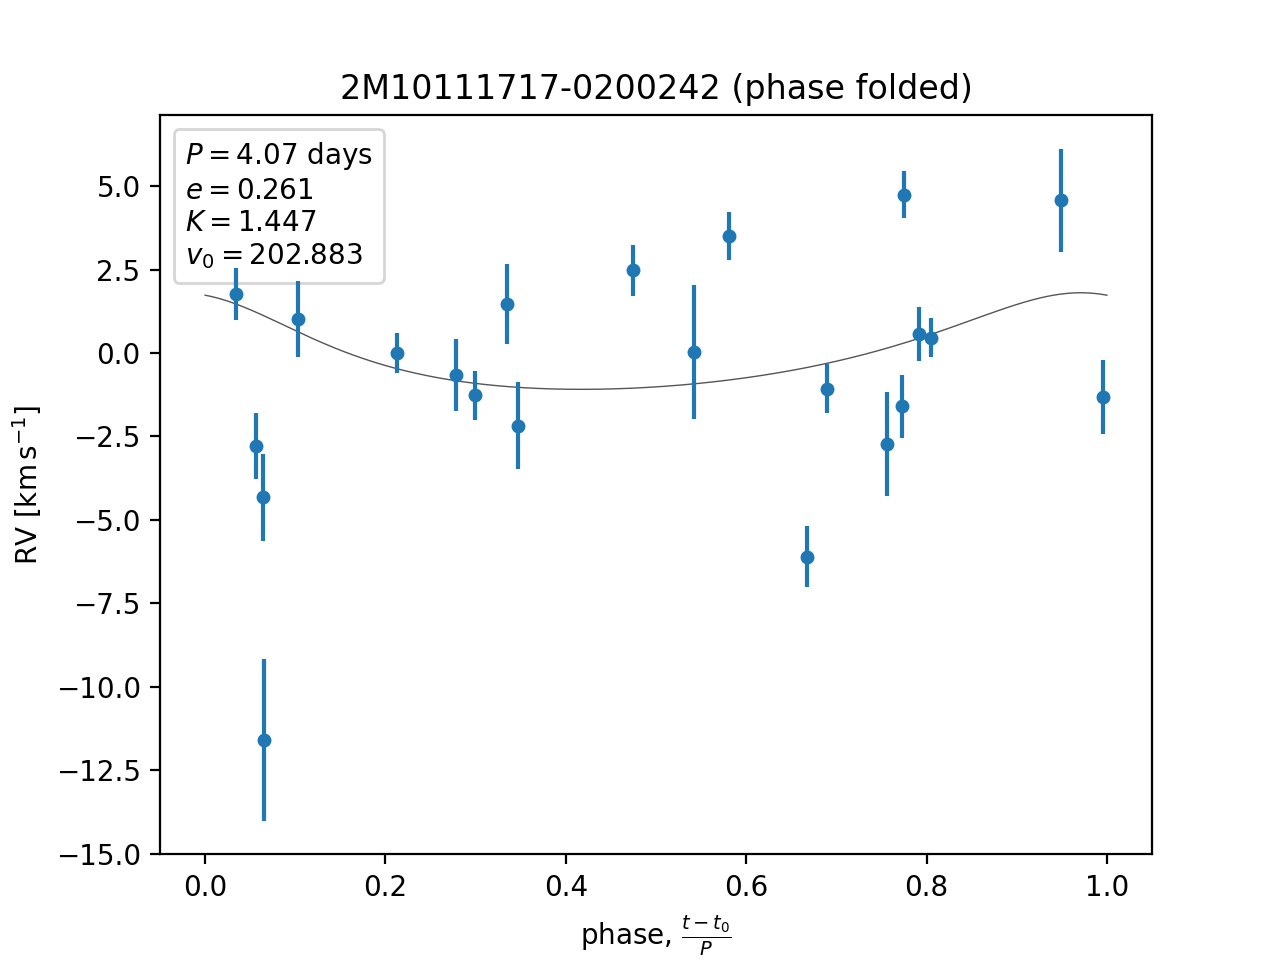 2M10111717-0200242 (phase folded)
P = 4.07 days
e = 0.261
K = 1.447
v₀ = 202.883
5.0
2.5
0.0
−2.5
−5.0
−7.5
−10.0
−12.5
−15.0
RV [km s⁻¹]
0.0 0.2 0.4 0.6 0.8 1.0
phase, (t − t₀)/P